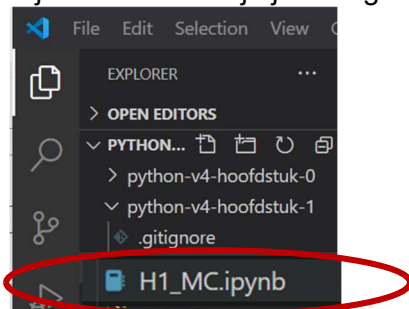 File Edit Selection View
EXPLORER ...
> OPEN EDITORS
PYTHON...
> python-v4-hoofdstuk-0
python-v4-hoofdstuk-1
.gitignore
H1_MC.ipynb